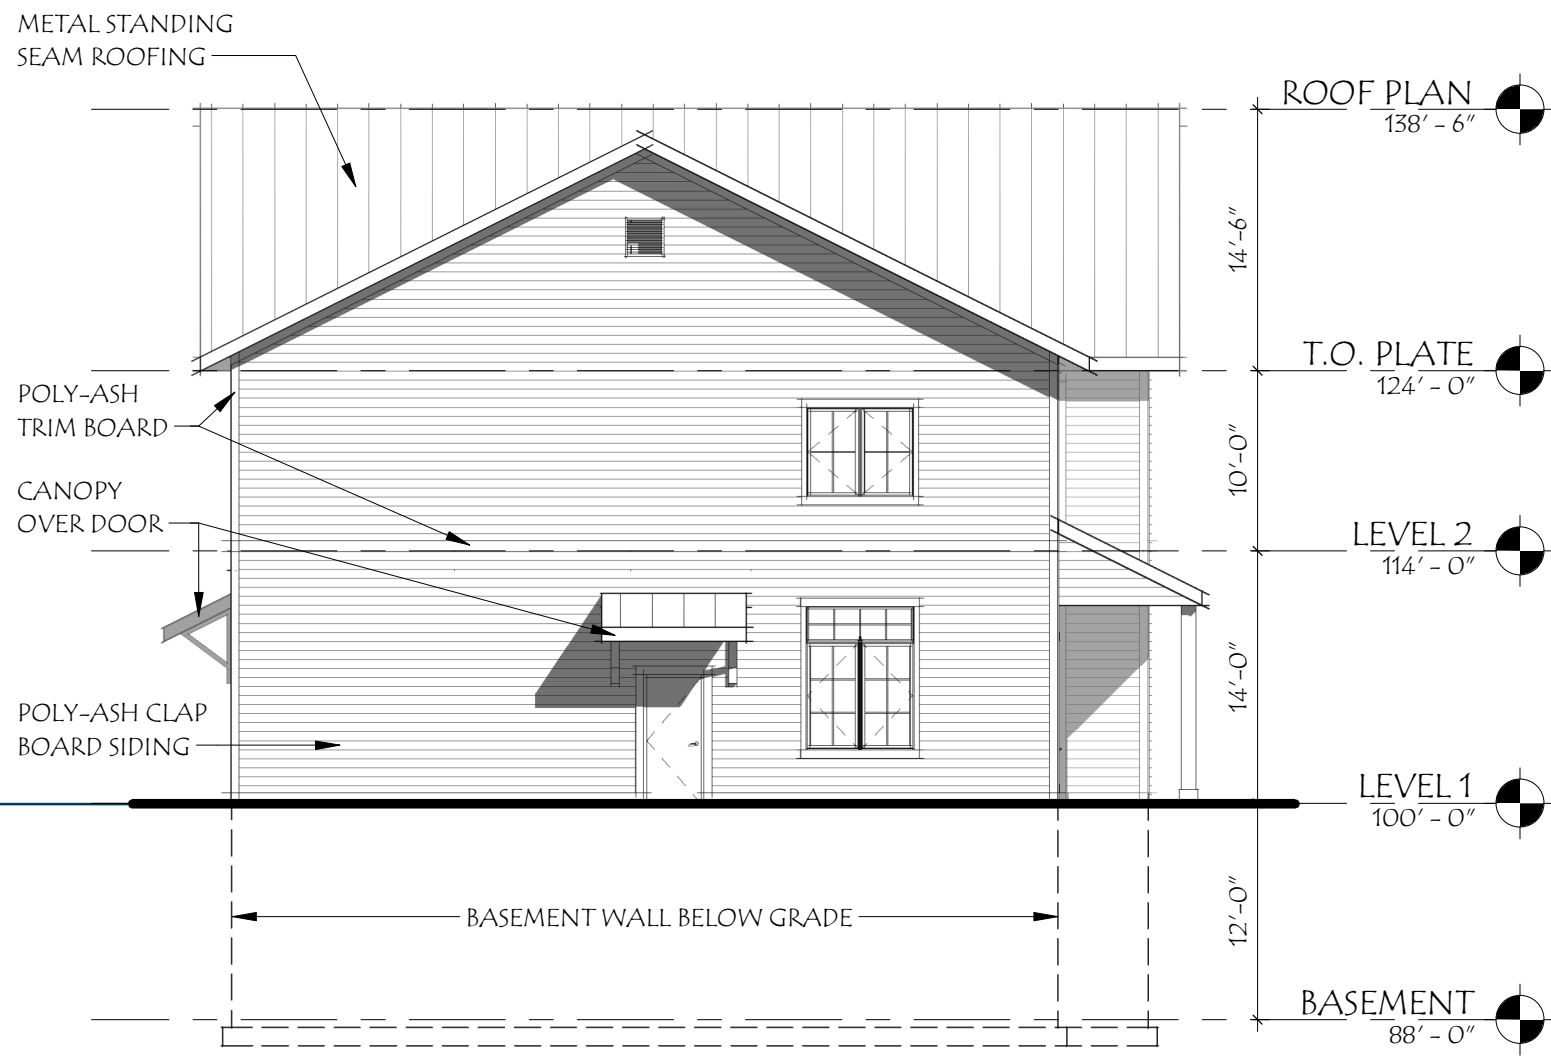 METAL STANDING
SEAM ROOFING
ROOF PLAN
138' - 6"
14'-6"
T.O. PLATE
124' - 0"
POLY-ASH
TRIM BOARD
10'-0"
CANOPY
OVER DOOR
LEVEL 2
114' - 0"
14'-0"
POLY-ASH CLAP
BOARD SIDING
LEVEL 1
100' - 0"
BASEMENT WALL BELOW GRADE
12'-0"
BASEMENT
88' - 0"